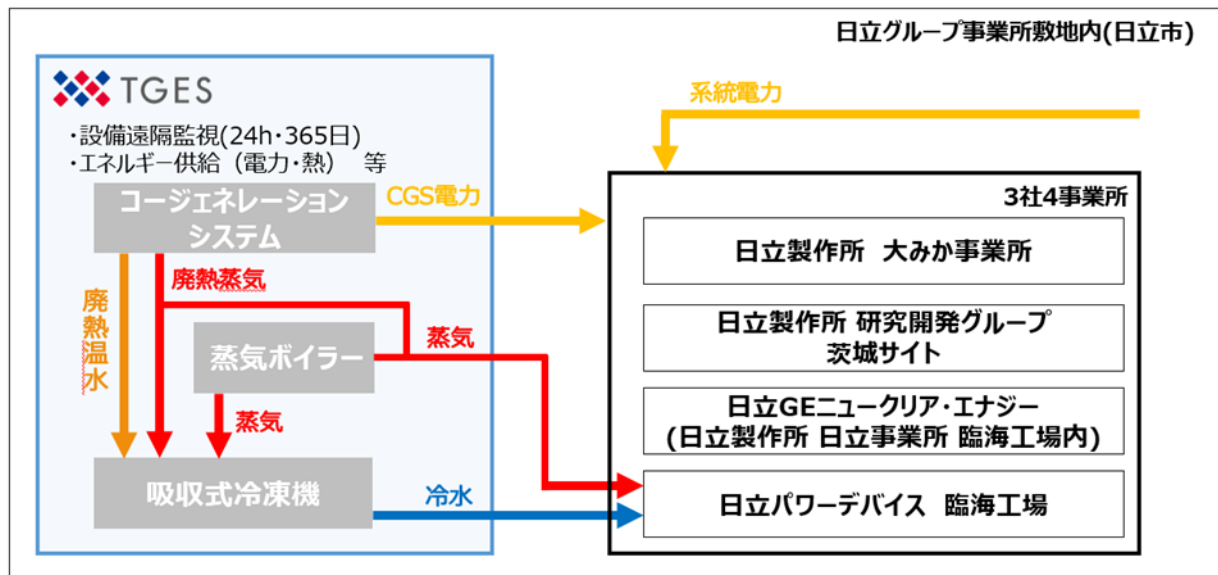 日立グループ事業所敷地内(日立市)
TGES
・設備遠隔監視(24h・365日)
・エネルギー供給（電力・熱） 等
系統電力
コージェネレーション
システム
CGS電力
3社4事業所
日立製作所 大みか事業所
廃熱蒸気
廃熱温水
日立製作所 研究開発グループ
茨城サイト
蒸気ボイラー
蒸気
蒸気
日立GEニュークリア・エナジー
(日立製作所 日立事業所 臨海工場内)
吸収式冷凍機
冷水
日立パワーデバイス 臨海工場